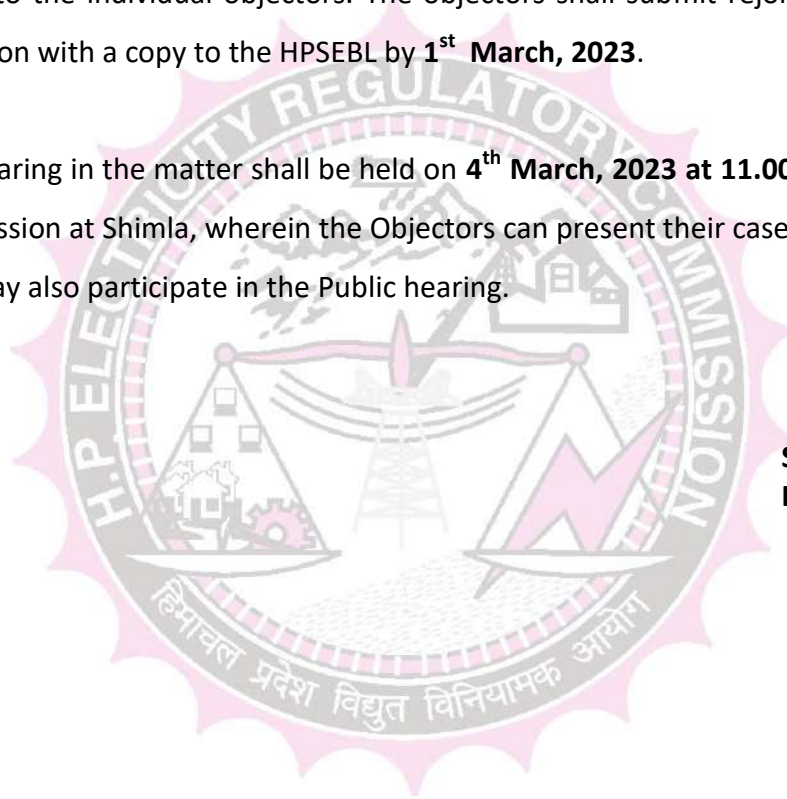 to the individual objectors. The objectors shall submit
on with a copy to the HPSEBL by 1st March, 2023.
aring in the matter shall be held on 4th March, 2023 at 11.00
ssion at Shimla, wherein the Objectors can present their case
ay also participate in the Public hearing.
H.P. ELECTRICITY REGULATORY COMMISSION
हिमाचल प्रदेश विद्युत विनियामक आयोग